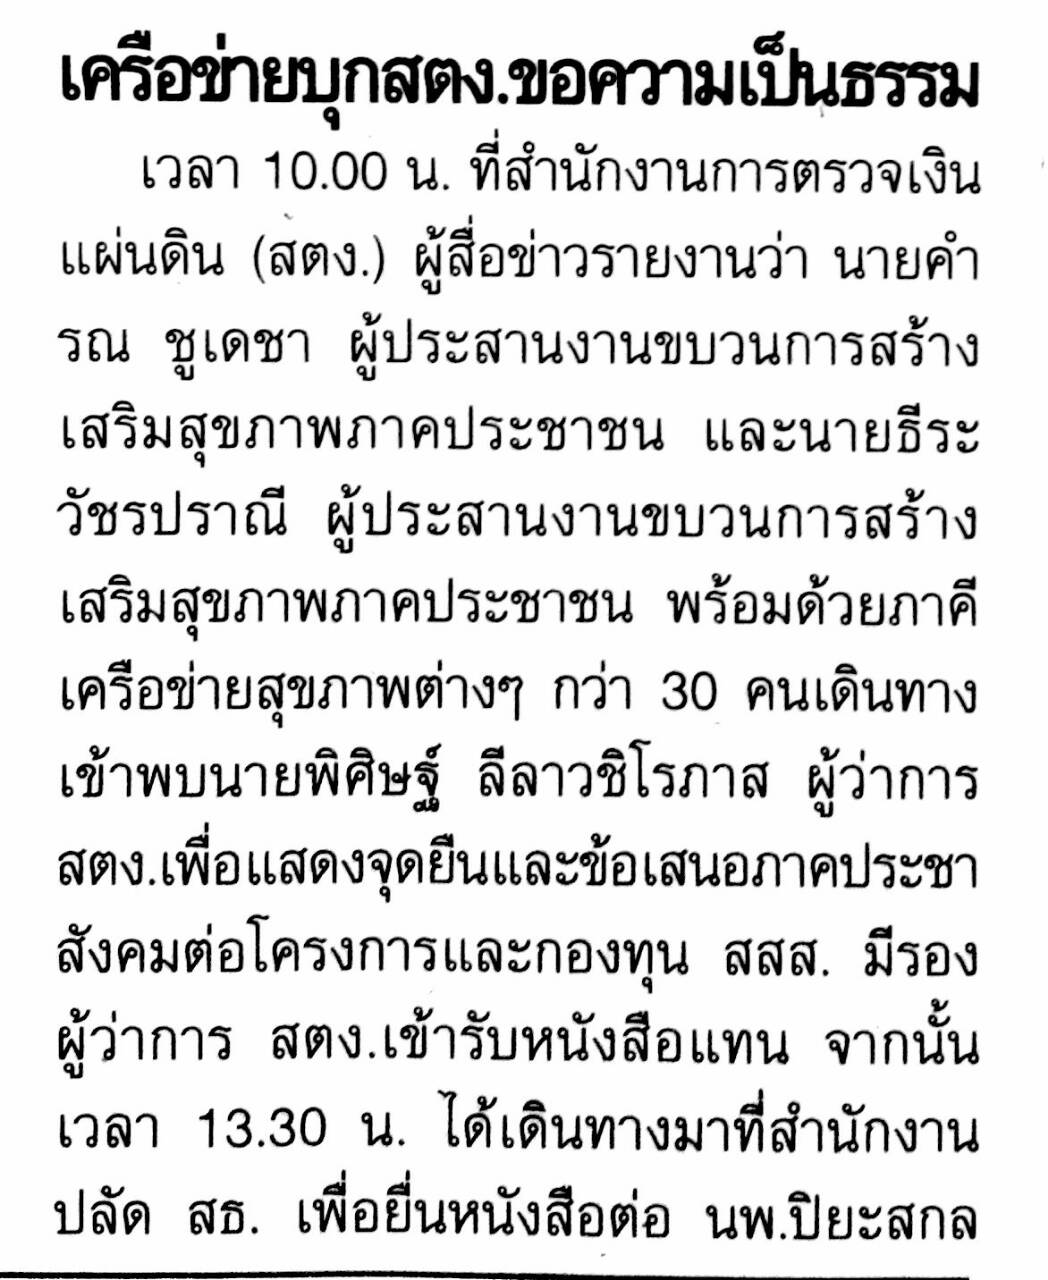 เครือข่ายบุกสตง.ขอความเป็นธรรม
เวลา 10.00 น. ที่สำนักงานการตรวจเงิน
แผ่นดิน (สตง.) ผู้สื่อข่าวรายงานว่า นายคำ
รณ ชูเดชา ผู้ประสานงานขบวนการสร้าง
เสริมสุขภาพภาคประชาชน และนายธีระ
วัชรปราณี ผู้ประสานงานขบวนการสร้าง
เสริมสุขภาพภาคประชาชน พร้อมด้วยภาคี
เครือข่ายสุขภาพต่างๆ กว่า 30 คนเดินทาง
เข้าพบนายพิศิษฐ์ ลีลาวชิโรภาส ผู้ว่าการ
สตง.เพื่อแสดงจุดยืนและข้อเสนอภาคประชา
สังคมต่อโครงการและกองทุน สสส. มีรอง
ผู้ว่าการ สตง.เข้ารับหนังสือแทน จากนั้น
เวลา 13.30 น. ได้เดินทางมาที่สำนักงาน
ปลัด สธ. เพื่อยื่นหนังสือต่อ นพ.ปิยะสกล